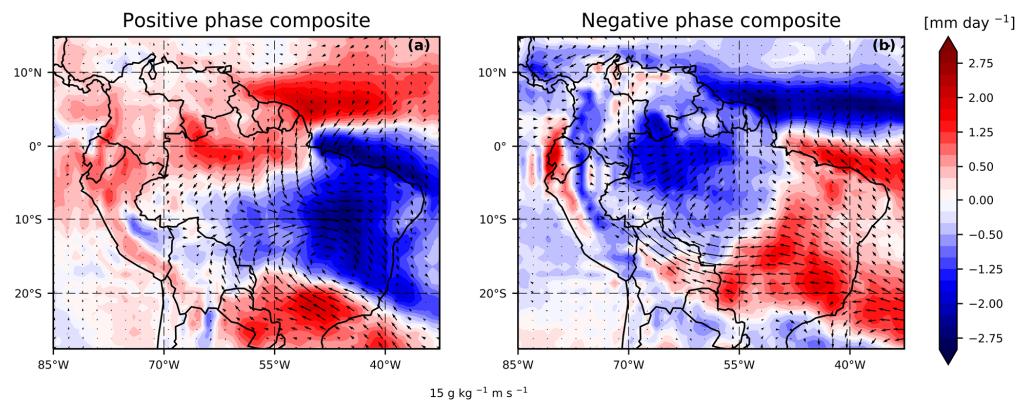 Positive phase composite
Negative phase composite
[mm day ⁻¹]
(a)
(b)
10°N
0°
10°S
20°S
85°W
70°W
55°W
40°W
10°N
0°
10°S
20°S
85°W
70°W
55°W
40°W
2.75
2.00
1.25
0.50
0.00
−0.50
−1.25
−2.00
−2.75
15 g kg ⁻¹ m s ⁻¹